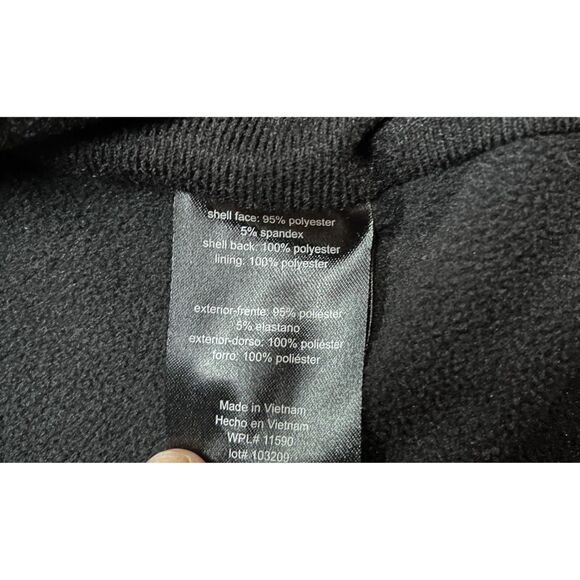 shell face: 95% polyester
5% spandex
shell back: 100% polyester
lining: 100% polyester
exterior-frente: 95% poliéster
5% elastano
exterior-dorso: 100% poliéster
forro: 100% poliéster
Made in Vietnam
Hecho en Vietnam
WPL# 11590
lot# 103209